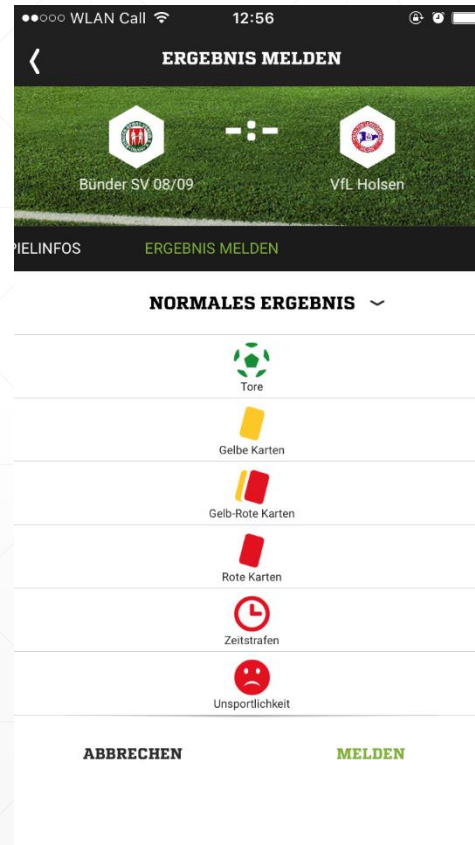 WLAN Call 12:56
ERGEBNIS MELDEN
-:-
Bünder SV 08/09 VfL Holsen
PIELINFOS ERGEBNIS MELDEN
NORMALES ERGEBNIS
Tore
Gelbe Karten
Gelb-Rote Karten
Rote Karten
Zeitstrafen
Unsportlichkeit
ABBRECHEN MELDEN